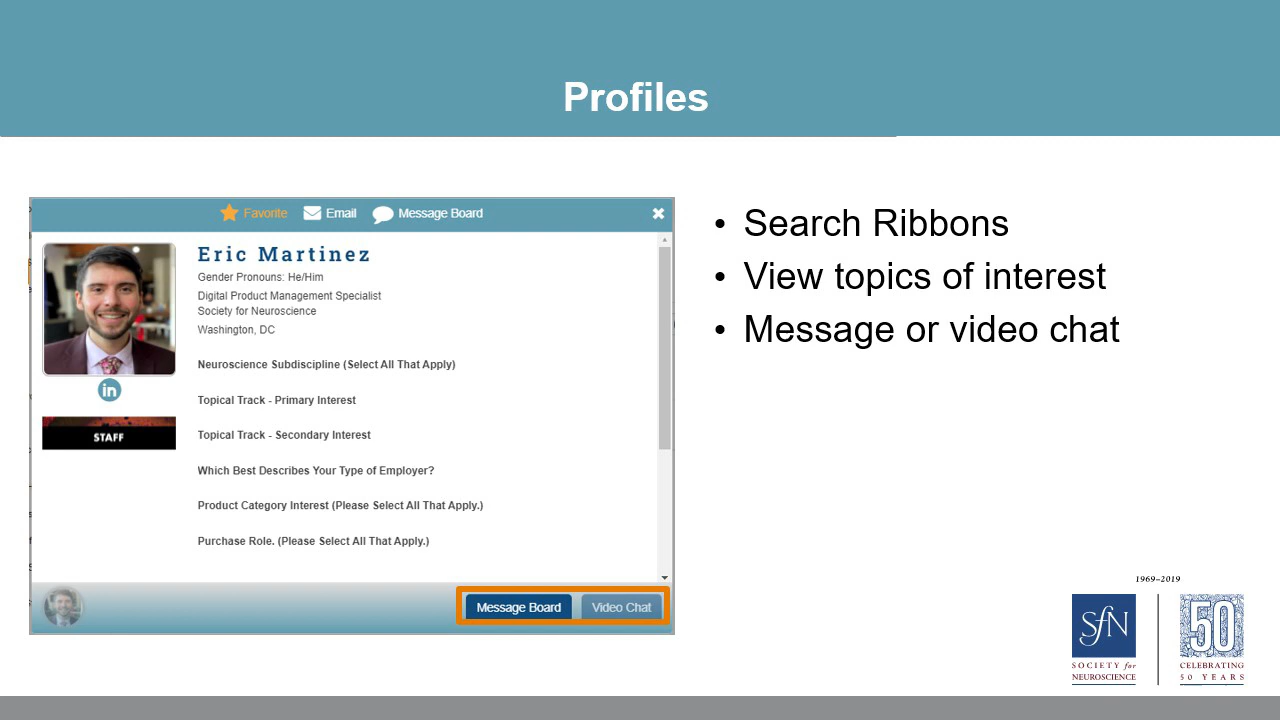 Profiles
Favorite Email Message Board
Eric Martinez
Gender Pronouns: He/Him
Digital Product Management Specialist
Society for Neuroscience
Washington, DC
Neuroscience Subdiscipline (Select All That Apply)
Topical Track - Primary Interest
Topical Track - Secondary Interest
Which Best Describes Your Type of Employer?
Product Category Interest (Please Select All That Apply.)
Purchase Role. (Please Select All That Apply.)
in
STAFF
Message Board Video Chat
• Search Ribbons
• View topics of interest
• Message or video chat
1969–2019
SfN
SOCIETY for
NEUROSCIENCE
50
CELEBRATING
50 YEARS